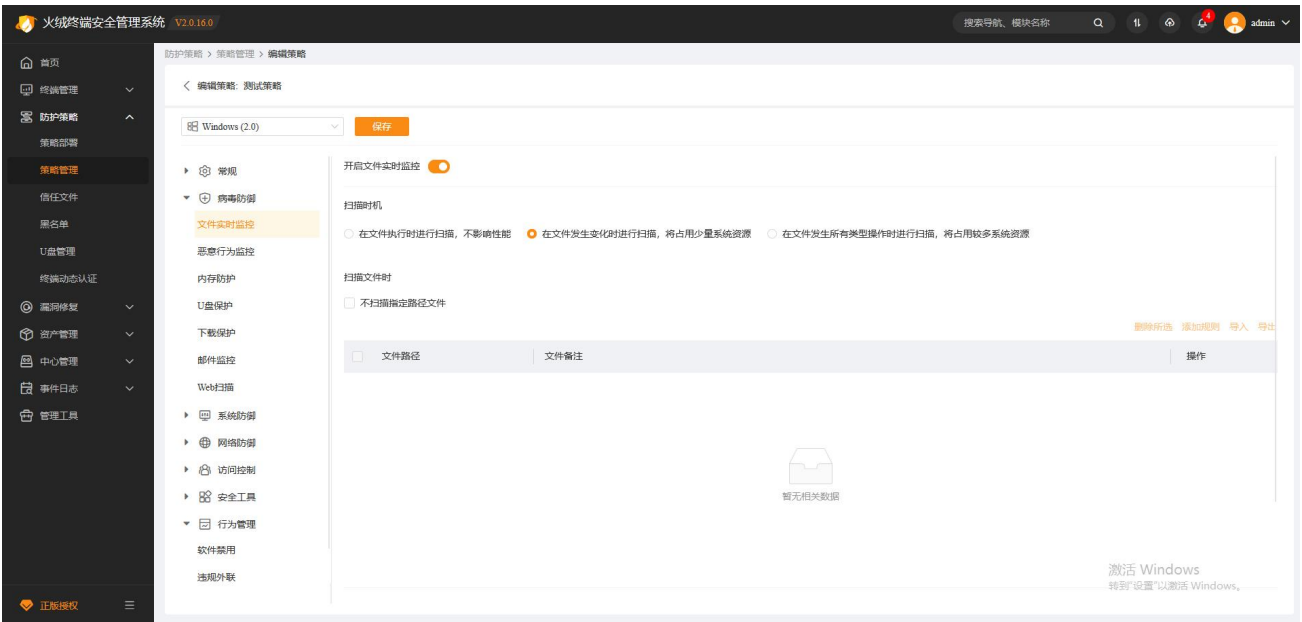 火绒终端安全管理系统 V2.0.16.0
搜索导航、模块名称
4
admin
首页
终端管理
防护策略
策略部署
策略管理
信任文件
黑名单
U盘管理
终端动态认证
漏洞修复
资产管理
中心管理
事件日志
管理工具
正版授权
防护策略 > 策略管理 > 编辑策略
编辑策略: 测试策略
Windows (2.0)
保存
常规
病毒防御
文件实时监控
恶意行为监控
内存防护
U盘保护
下载保护
邮件监控
Web扫描
系统防御
网络防御
访问控制
安全工具
行为管理
软件禁用
违规外联
开启文件实时监控
扫描时机
在文件执行时进行扫描，不影响性能 在文件发生变化时进行扫描，将占用少量系统资源 在文件发生所有类型操作时进行扫描，将占用较多系统资源
扫描文件时
不扫描指定路径文件
删除所选 添加规则 导入 导出
文件路径 文件备注 操作
暂无相关数据
激活 Windows
转到"设置"以激活 Windows。